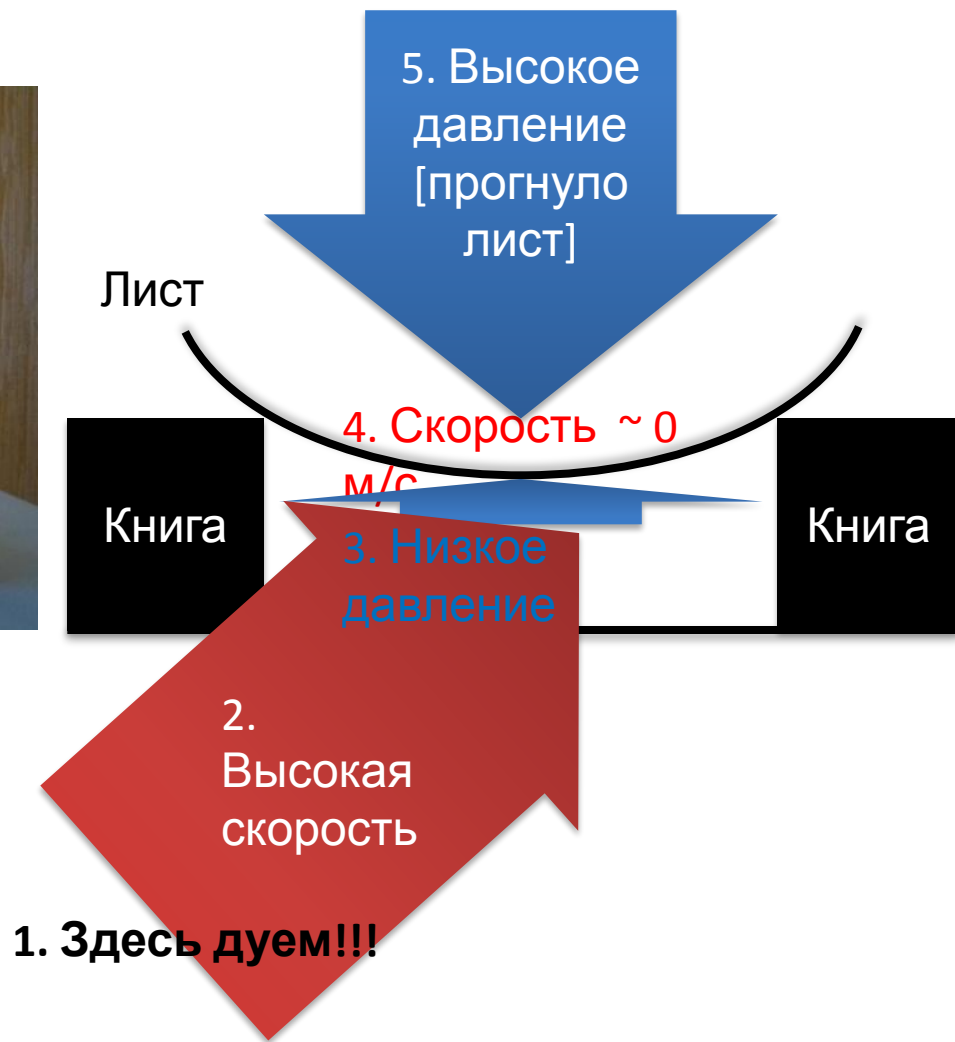 5. Высокое
давление
[прогнуло
лист]
Лист
4. Скорость ~ 0
м/с
Книга
Книга
3. Низкое
давление
2.
Высокая
скорость
1. Здесь дуем!!!